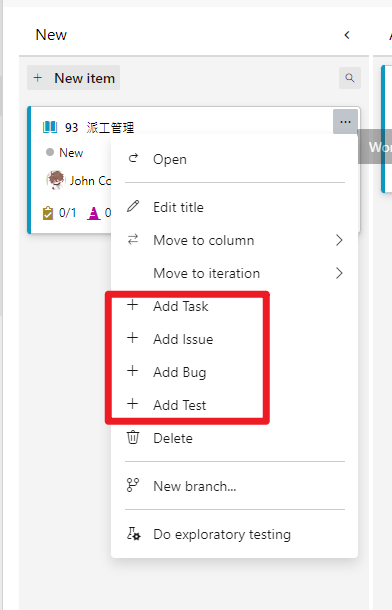 New
New item
93 派工管理
New
John Co
0/1 0
Wor
Open
Edit title
Move to column
Move to iteration
Add Task
Add Issue
Add Bug
Add Test
Delete
New branch...
Do exploratory testing